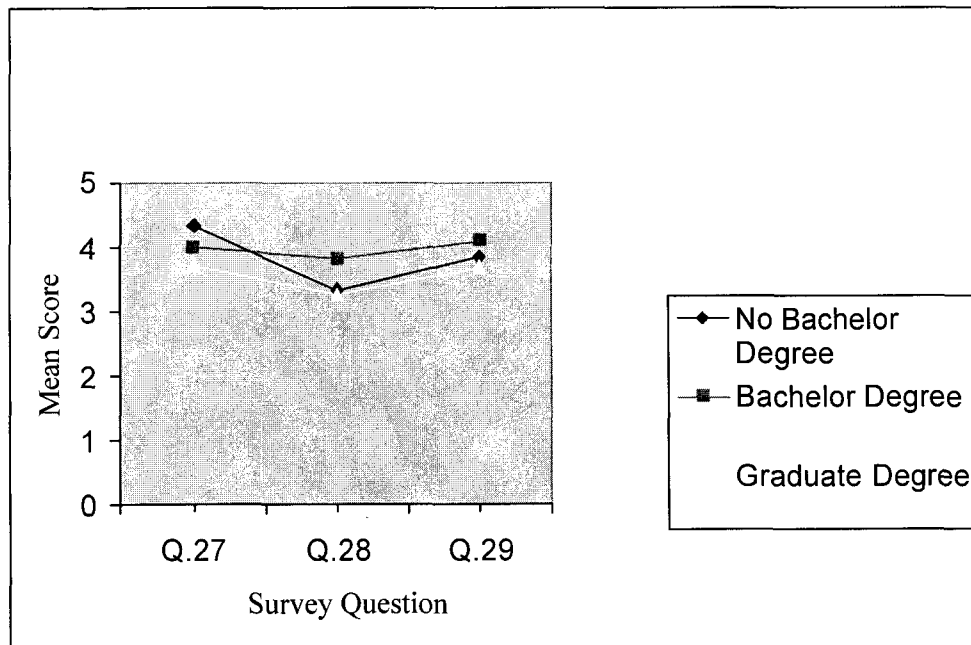 5
4
3
2
1
0
Mean Score
Q.27 Q.28 Q.29
Survey Question
No Bachelor
Degree
Bachelor Degree
Graduate Degree